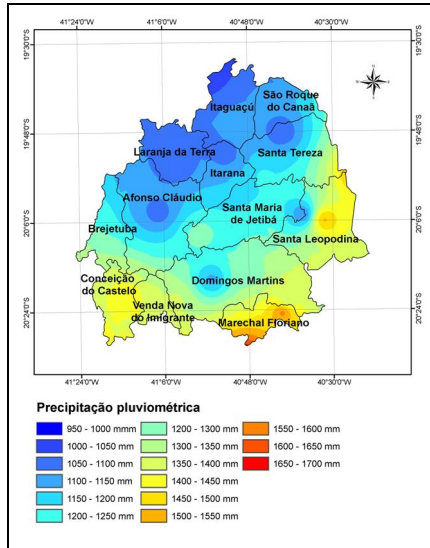 41°24'0"W 41°6'0"W 40°48'0"W 40°30'0"W
19°30'0"S 19°30'0"S
São Roque
do Canaã
Itaguaçú
19°48'0"S 19°48'0"S
Laranja da Terra
Santa Tereza
Itarana
Afonso Cláudio
Santa Maria
de Jetibá
20°6'0"S 20°6'0"S
Brejetuba
Santa Leopodina
Conceição
do Castelo
Domingos Martins
Venda Nova
do Imigrante
20°24'0"S 20°24'0"S
Marechal Floriano
41°24'0"W 41°6'0"W 40°48'0"W 40°30'0"W
Precipitação pluviométrica
950 - 1000 mmm 1200 - 1300 mm 1550 - 1600 mm
1000 - 1050 mm 1300 - 1350 mm 1600 - 1650 mm
1050 - 1100 mm 1350 - 1400 mm 1650 - 1700 mm
1100 - 1150 mm 1400 - 1450 mm
1150 - 1200 mm 1450 - 1500 mm
1200 - 1250 mm 1500 - 1550 mm